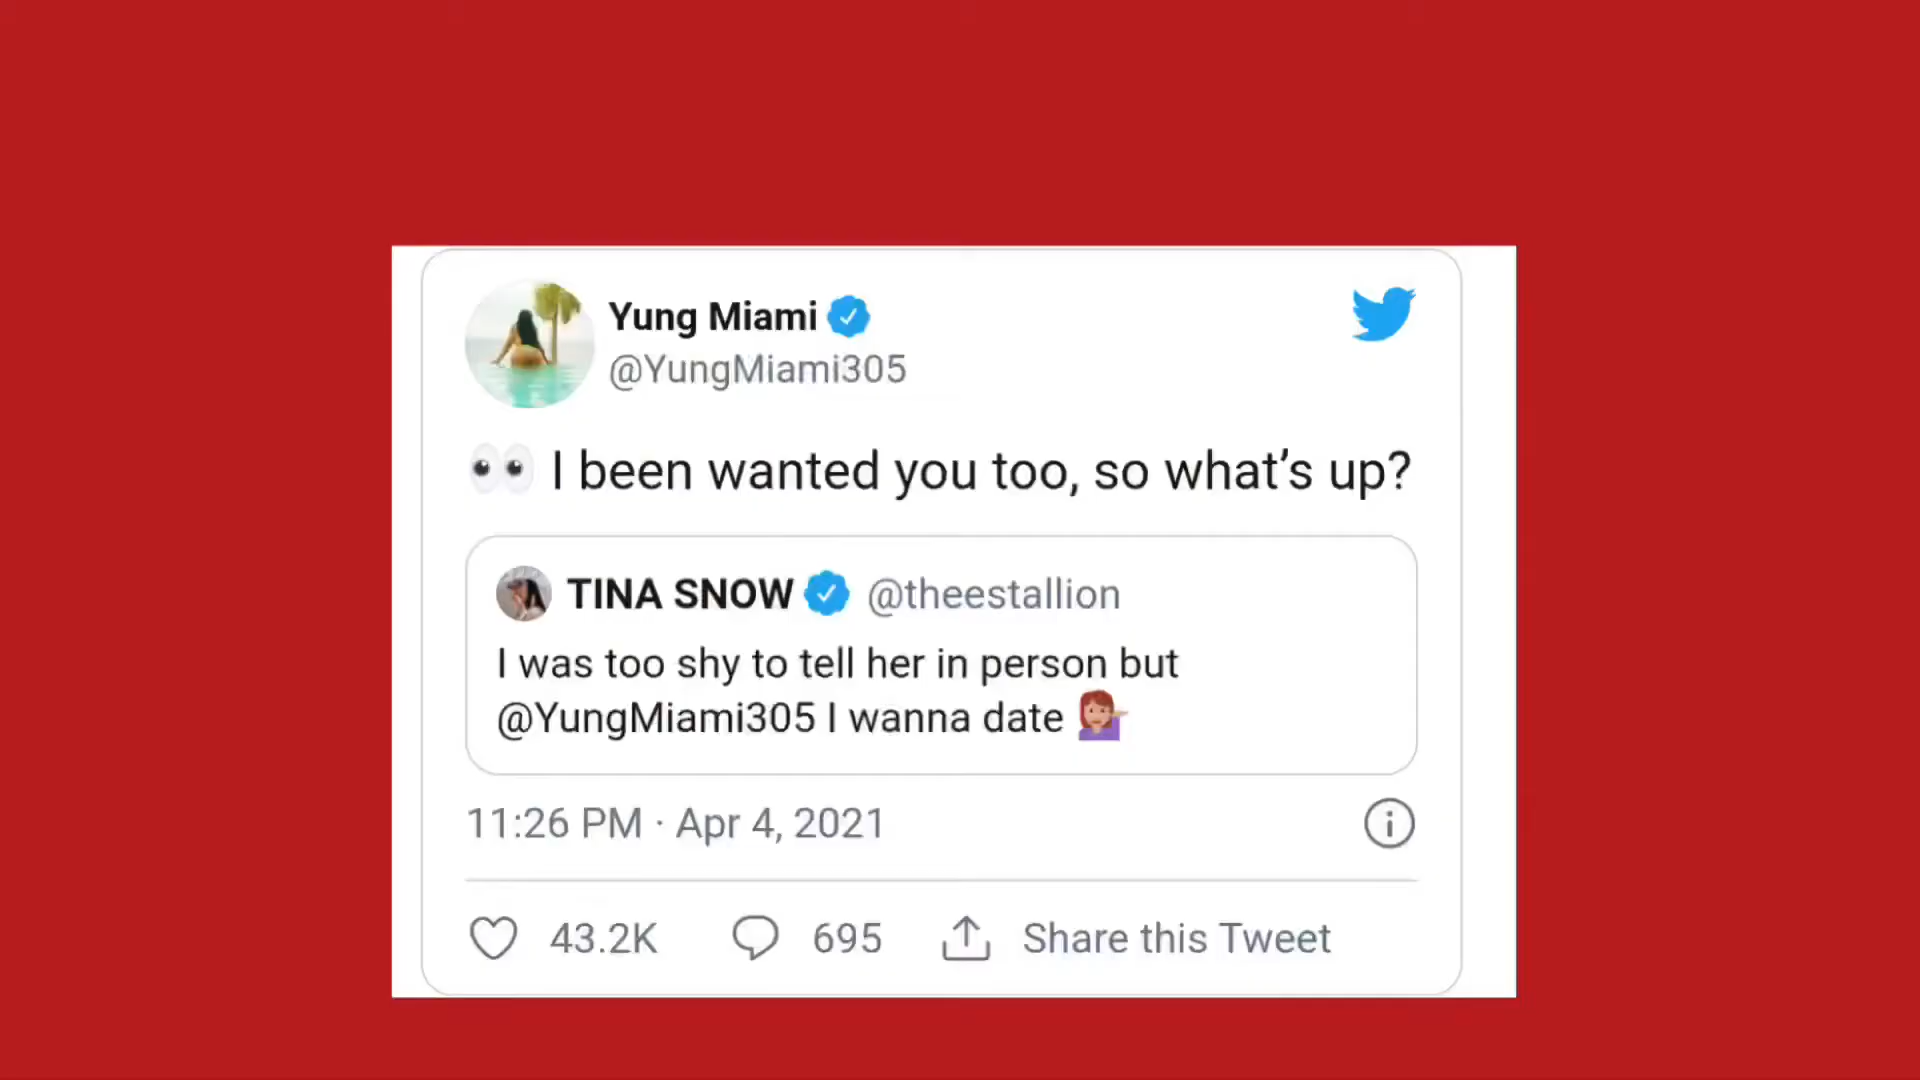 Yung Miami
@YungMiami305
👀 I been wanted you too, so what's up?
TINA SNOW @theestallion
I was too shy to tell her in person but
@YungMiami305 I wanna date 💁🏽‍♀️
11:26 PM · Apr 4, 2021
43.2K 695 Share this Tweet